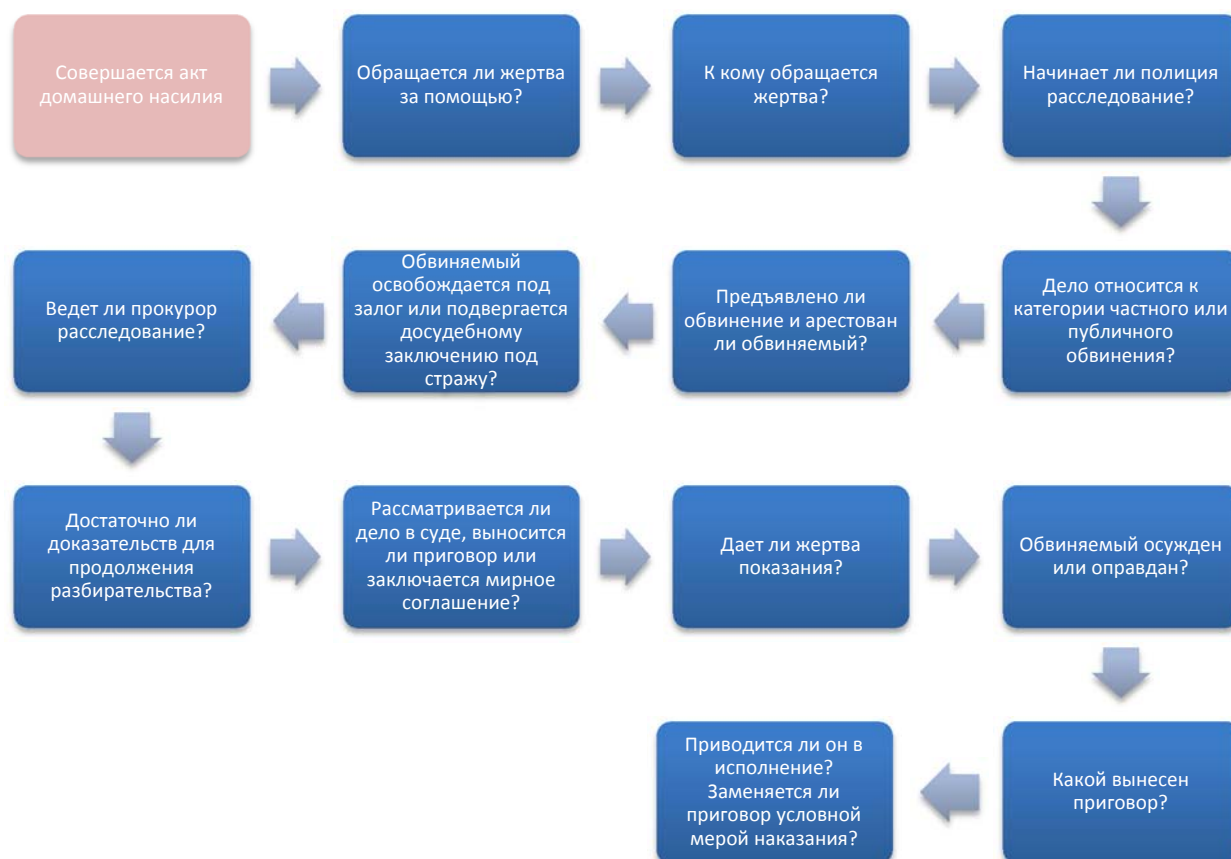 Совершается акт
домашнего насилия
Обращается ли жертва
за помощью?
К кому обращается
жертва?
Начинает ли полиция
расследование?
Дело относится к
категории частного или
публичного
обвинения?
Предъявлено ли
обвинение и арестован
ли обвиняемый?
Обвиняемый
освобождается под
залог или подвергается
досудебному
заключению под
стражу?
Ведет ли прокурор
расследование?
Достаточно ли
доказательств для
продолжения
разбирательства?
Рассматривается ли
дело в суде, выносится
ли приговор или
заключается мирное
соглашение?
Дает ли жертва
показания?
Обвиняемый осужден
или оправдан?
Какой вынесен
приговор?
Приводится ли он в
исполнение?
Заменяется ли
приговор условной
мерой наказания?